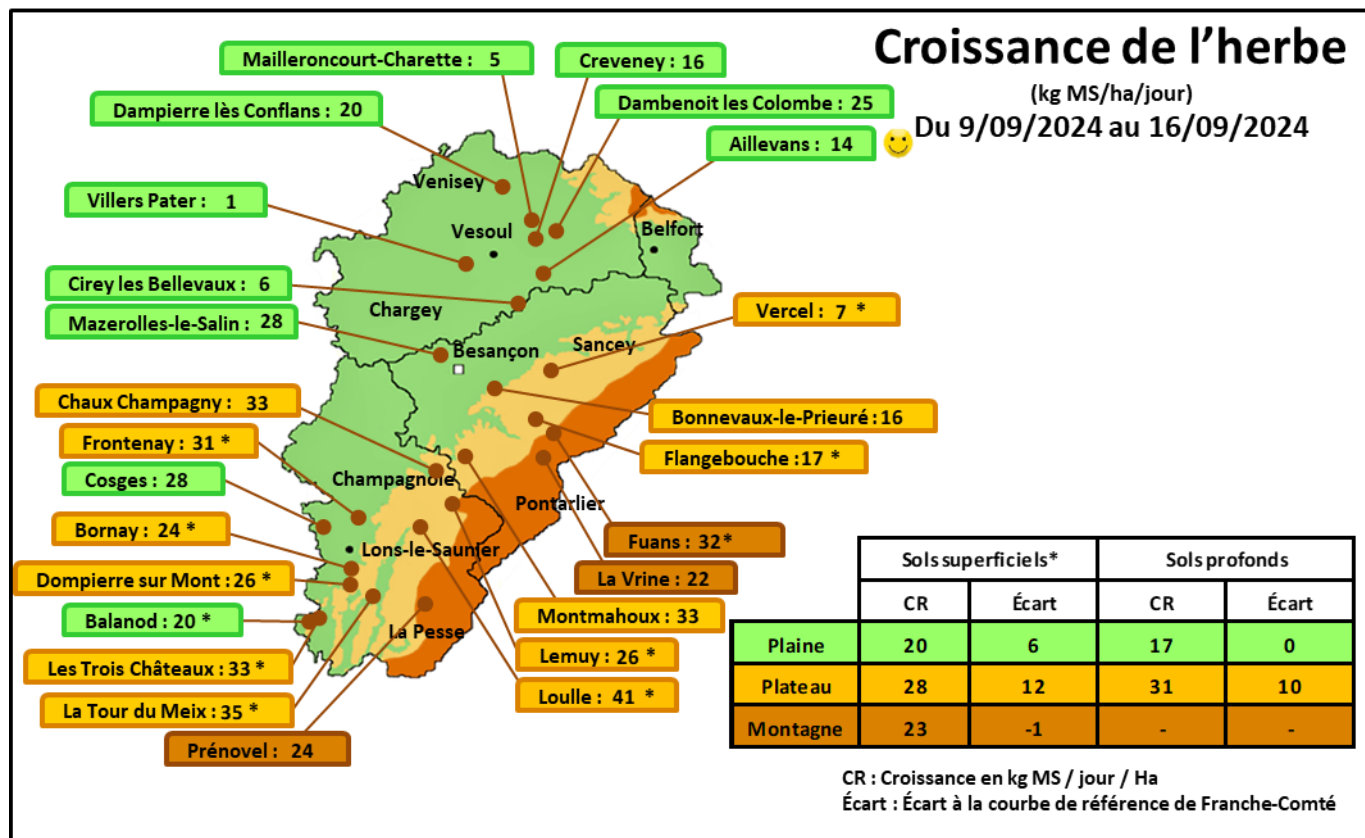 Croissance de l’herbe
(kg MS/ha/jour)
Du 9/09/2024 au 16/09/2024
Mailleroncourt-Charette : 5
Creveney : 16
Dampierre lès Conflans : 20
Dambenoit les Colombe : 25
Aillevans : 14
Villers Pater : 1
Venisey
Vesoul
Belfort
Cirey les Bellevaux : 6
Chargey
Mazerolles-le-Salin : 28
Vercel : 7 *
Besançon
Sancey
Chaux Champagny : 33
Bonnevaux-le-Prieuré : 16
Frontenay : 31 *
Flangebouche : 17 *
Cosges : 28
Champagnole
Pontarlier
Bornay : 24 *
Lons-le-Saunier
Fuans : 32*
Dompierre sur Mont : 26 *
La Vrine : 22
Balanod : 20 *
La Pesse
Montmahoux : 33
Les Trois Châteaux : 33 *
Lemuy : 26 *
La Tour du Meix : 35 *
Loulle : 41 *
Prénovel : 24
Sols superficiels* Sols profonds
CR Écart CR Écart
Plaine 20 6 17 0
Plateau 28 12 31 10
Montagne 23 -1 - -
CR : Croissance en kg MS / jour / Ha
Écart : Écart à la courbe de référence de Franche-Comté